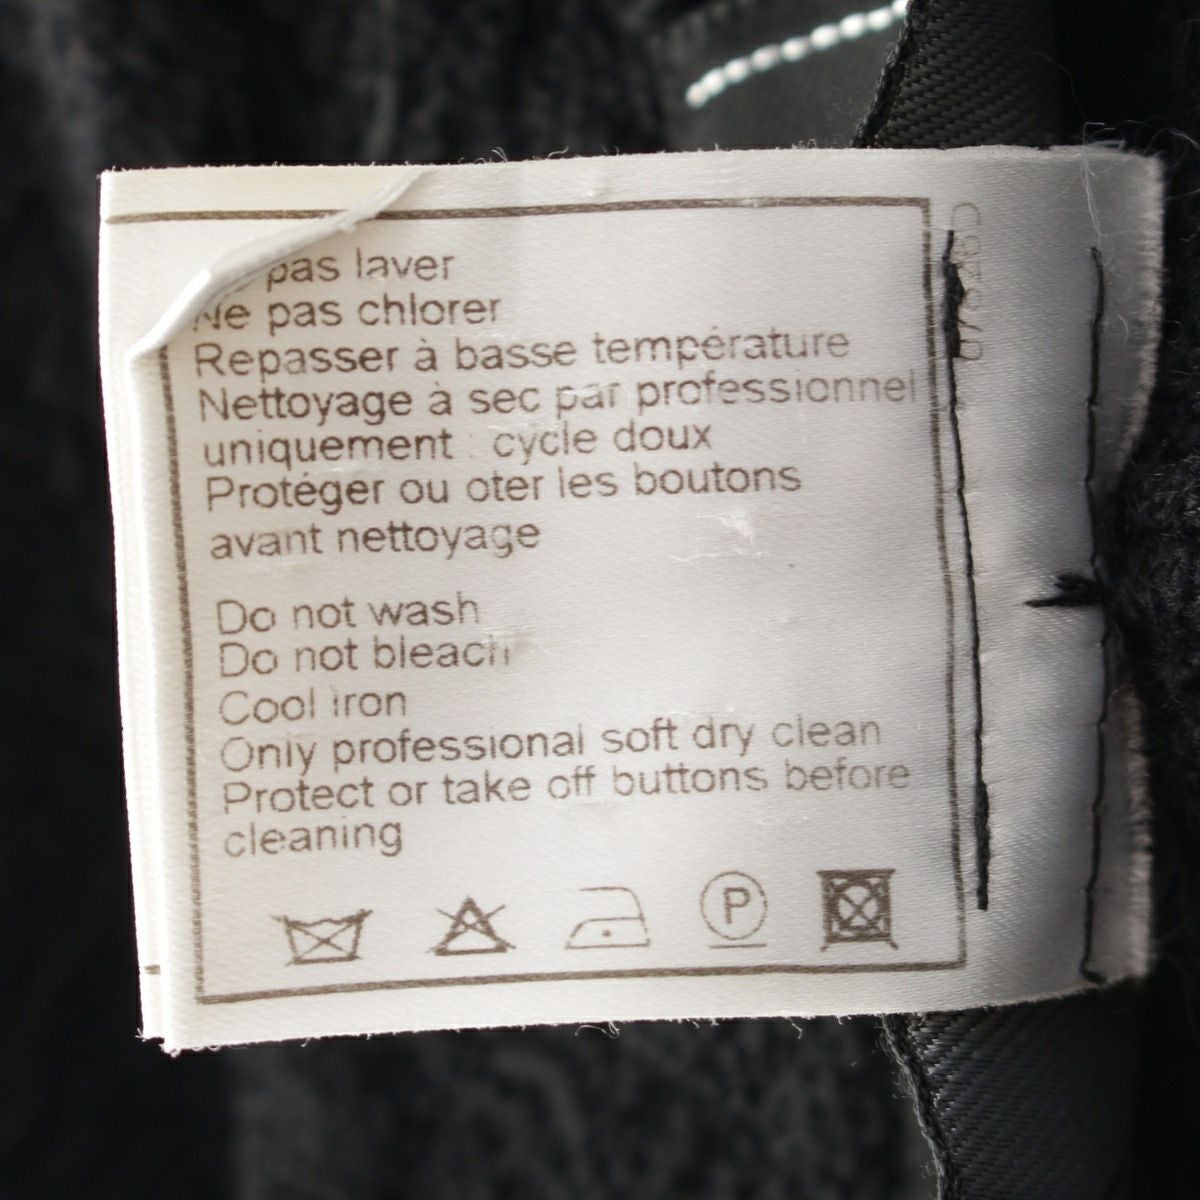 pas laver
Ne pas chlorer
Repasser à basse température
Nettoyage à sec par professionnel
uniquement : cycle doux
Protéger ou oter les boutons
avant nettoyage
Do not wash
Do not bleach
Cool iron
Only professional soft dry clean
Protect or take off buttons before
cleaning
P